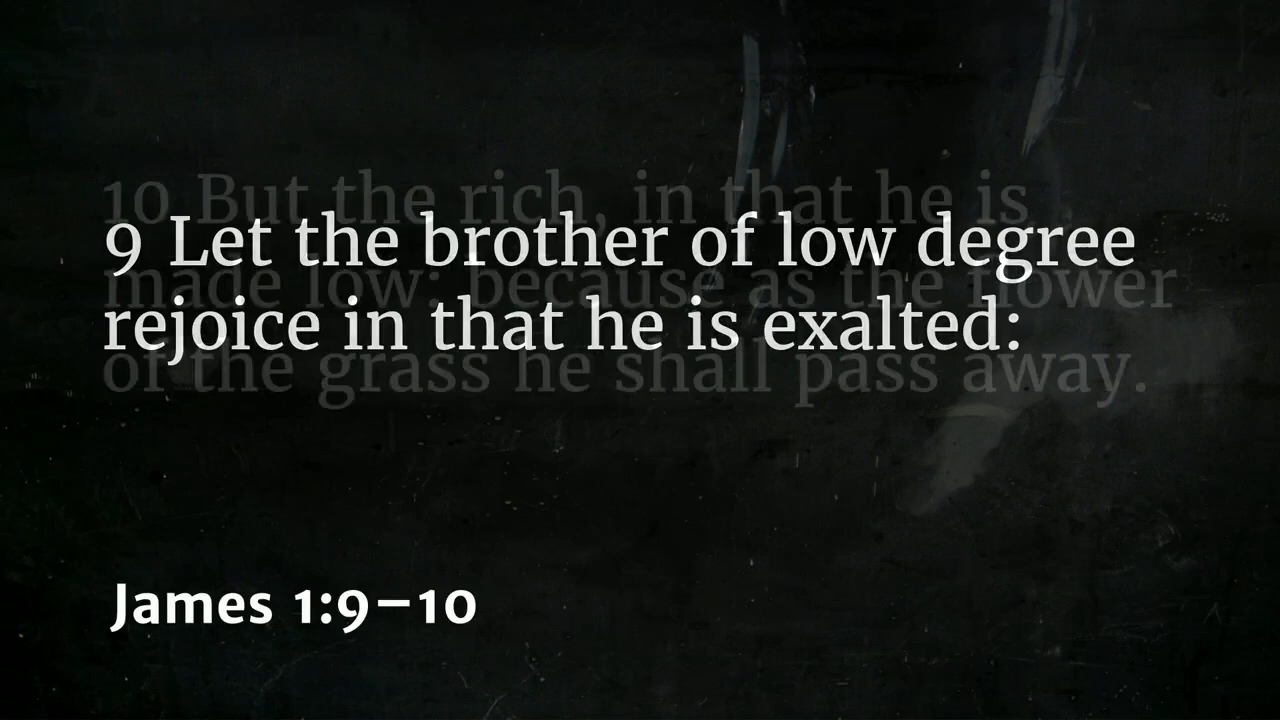 9 Let the brother of low degree
rejoice in that he is exalted:
10 But the rich, in that he is
made low: because as the flower
of the grass he shall pass away.
James 1:9–10